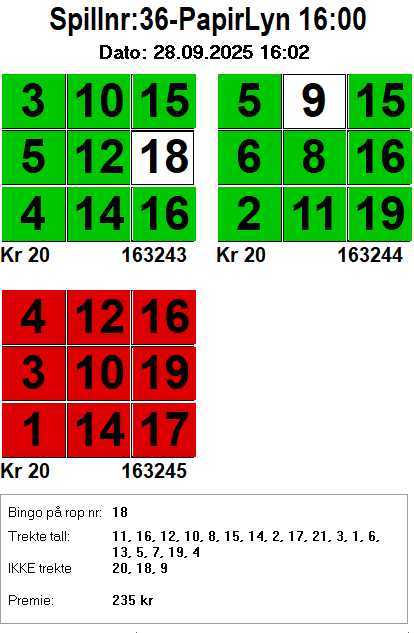 Spillnr:36-PapirLyn 16:00
Dato: 28.09.2025 16:02
3 10 15
5 12 18
4 14 16
Kr 20 163243
5 9 15
6 8 16
2 11 19
Kr 20 163244
4 12 16
3 10 19
1 14 17
Kr 20 163245
Bingo på rop nr: 18
Trekte tall: 11, 16, 12, 10, 8, 15, 14, 2, 17, 21, 3, 1, 6,
13, 5, 7, 19, 4
IKKE trekte 20, 18, 9
Premie: 235 kr